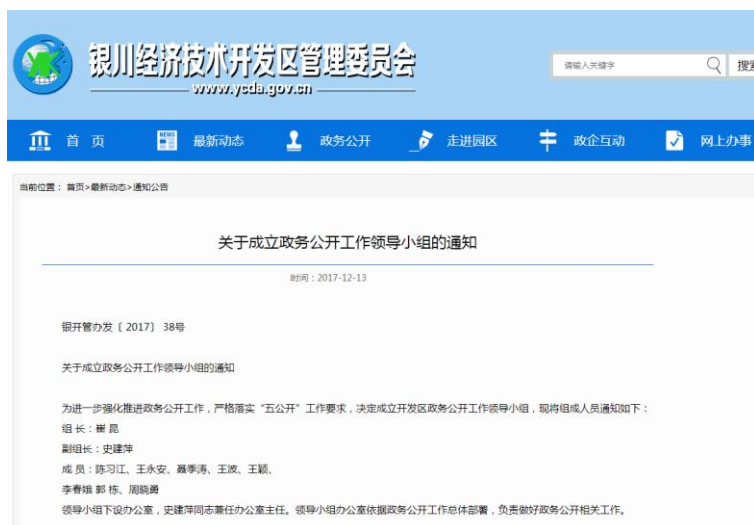 银川经济技术开发区管理委员会
www.ycda.gov.cn
请输入关键字
搜索
首 页
最新动态
政务公开
走进园区
政企互动
网上办事
当前位置：首页>最新动态>通知公告
关于成立政务公开工作领导小组的通知
时间：2017-12-13
银开管办发〔2017〕38号
关于成立政务公开工作领导小组的通知
为进一步强化推进政务公开工作，严格落实“五公开”工作要求，决定成立开发区政务公开工作领导小组，现将组成人员通知如下：
组 长：崔 昆
副组长：史建萍
成 员：陈习江、王永安、聂季涛、王波、王颖、
李春娥 郭 栋、周晓勇
领导小组下设办公室，史建萍同志兼任办公室主任。领导小组办公室依据政务公开工作总体部署，负责做好政务公开相关工作。